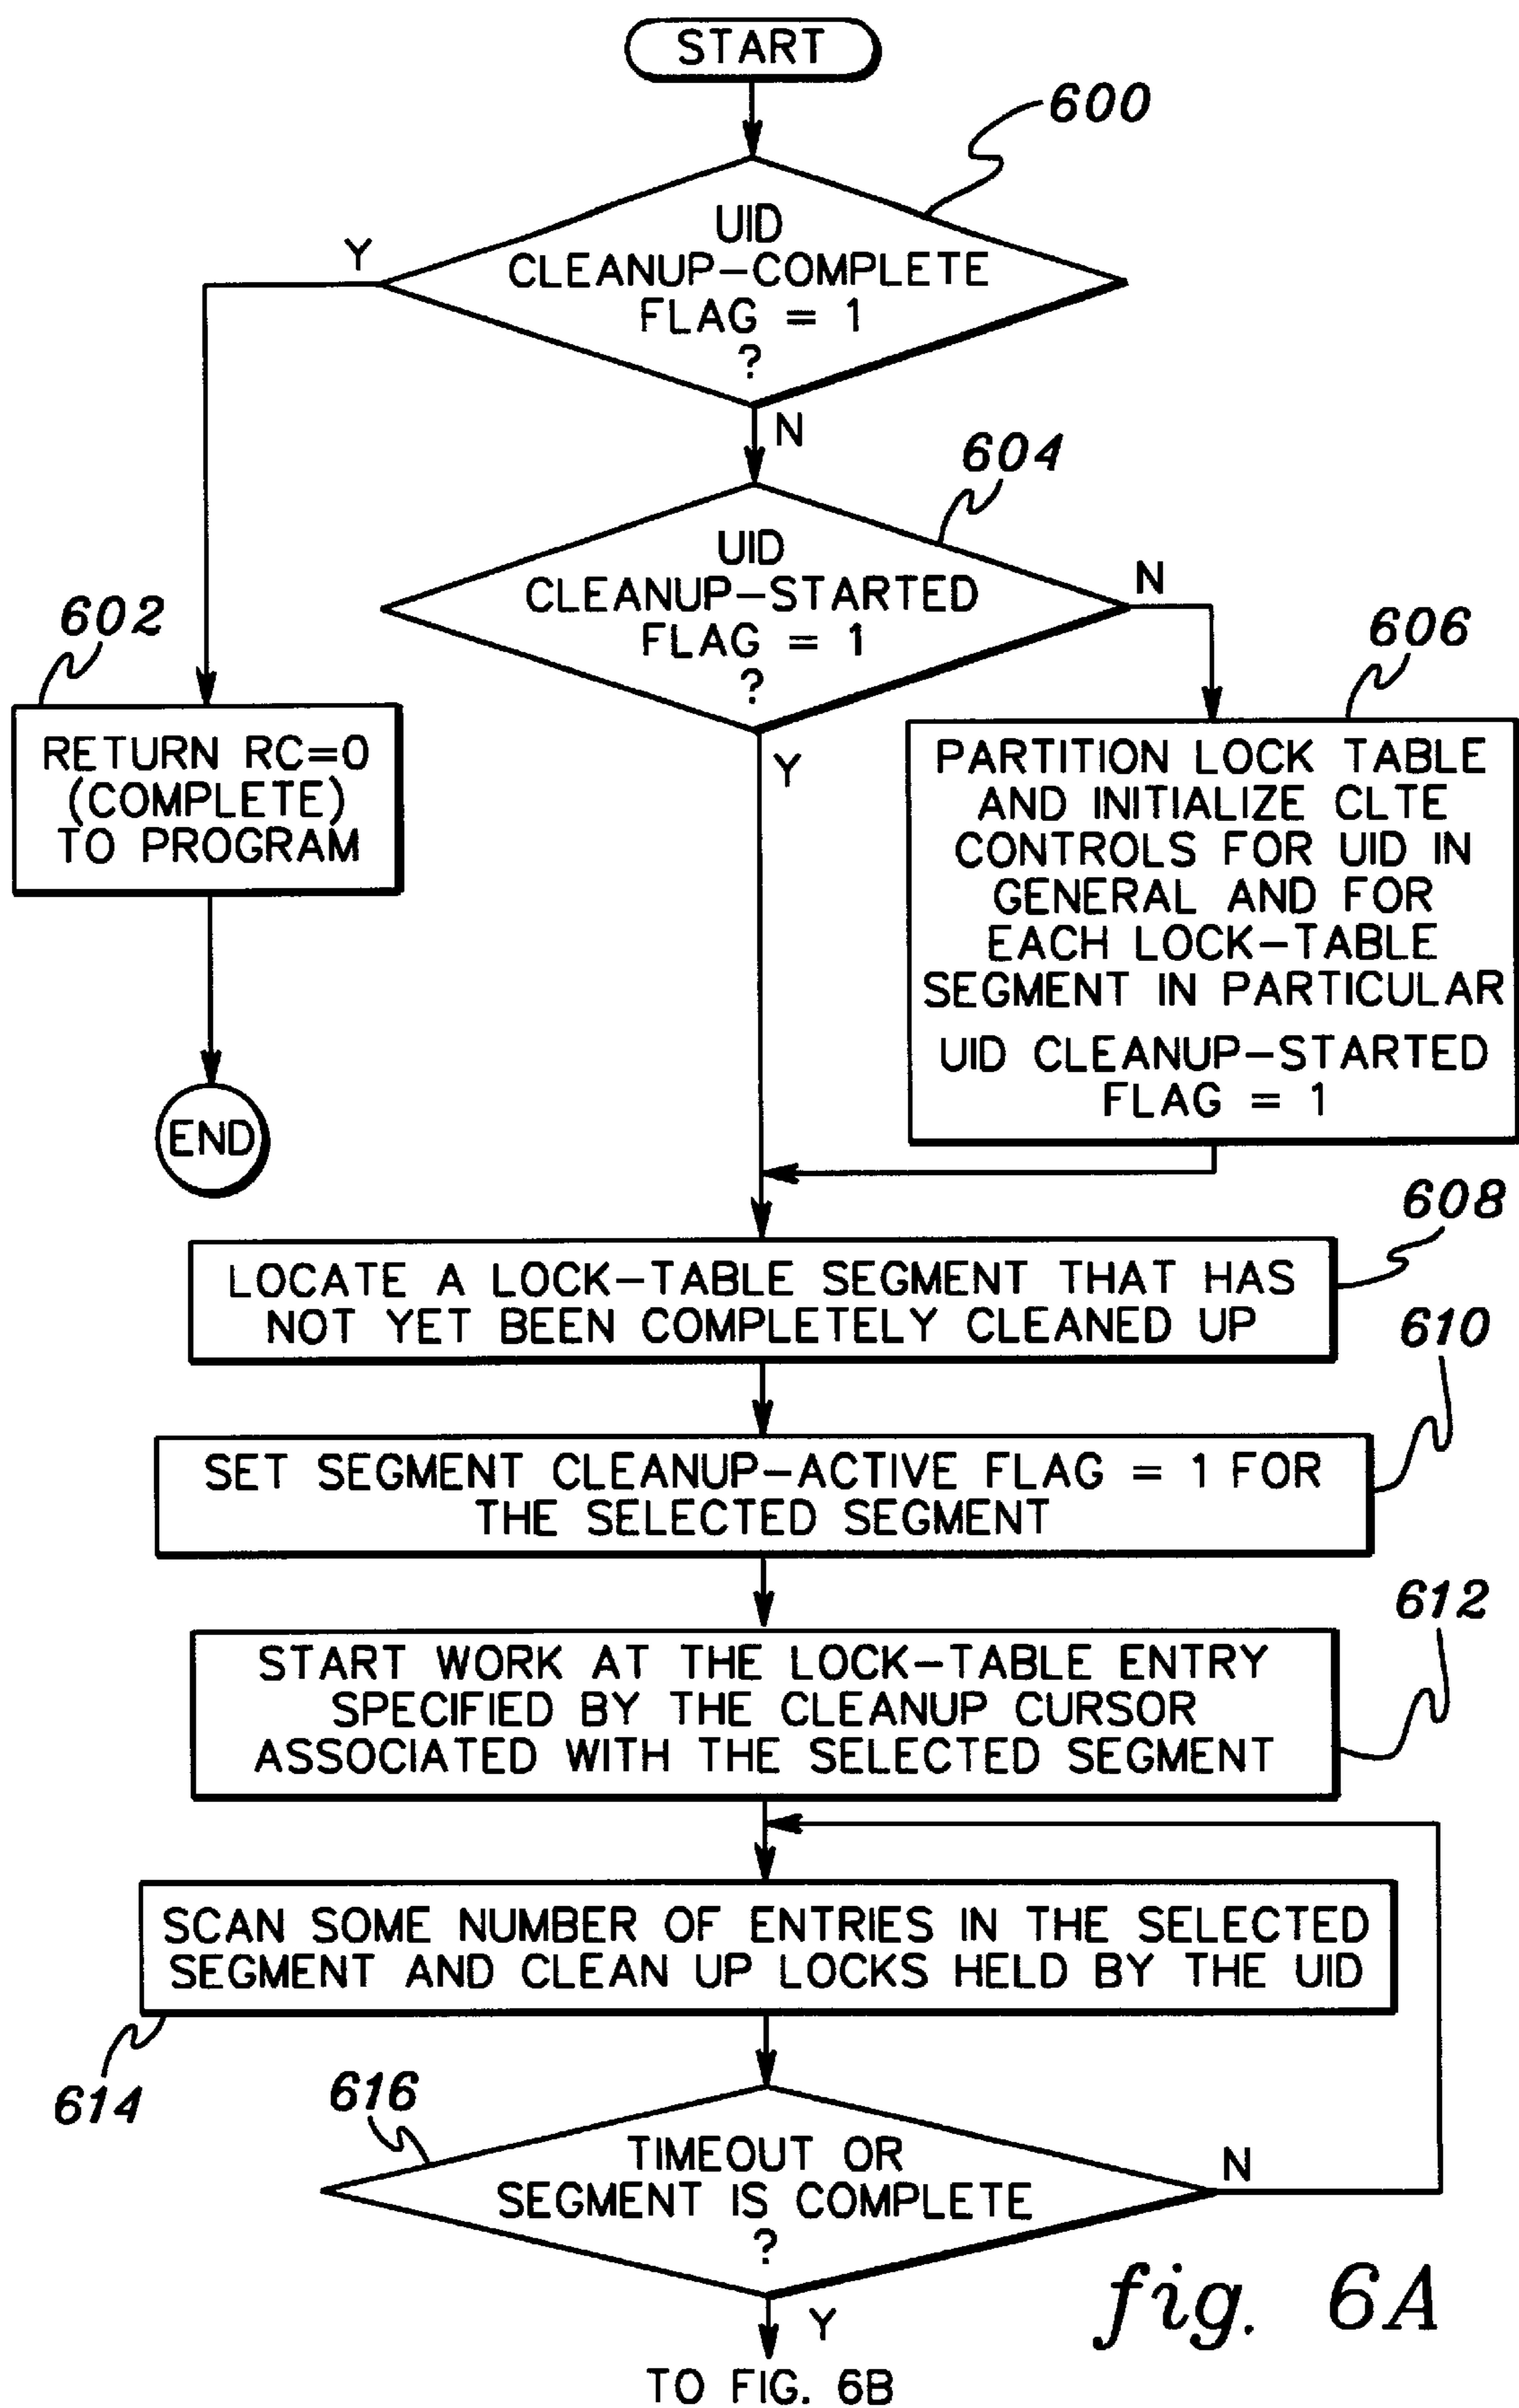 START
600
UID
CLEANUP-COMPLETE
FLAG = 1
?
Y
N
604
UID
CLEANUP-STARTED
FLAG = 1
?
N
Y
602
RETURN RC=0
(COMPLETE)
TO PROGRAM
END
606
PARTITION LOCK TABLE
AND INITIALIZE CLTE
CONTROLS FOR UID IN
GENERAL AND FOR
EACH LOCK-TABLE
SEGMENT IN PARTICULAR
UID CLEANUP-STARTED
FLAG = 1
608
LOCATE A LOCK-TABLE SEGMENT THAT HAS
NOT YET BEEN COMPLETELY CLEANED UP
610
SET SEGMENT CLEANUP-ACTIVE FLAG = 1 FOR
THE SELECTED SEGMENT
612
START WORK AT THE LOCK-TABLE ENTRY
SPECIFIED BY THE CLEANUP CURSOR
ASSOCIATED WITH THE SELECTED SEGMENT
SCAN SOME NUMBER OF ENTRIES IN THE SELECTED
SEGMENT AND CLEAN UP LOCKS HELD BY THE UID
614
616
TIMEOUT OR
SEGMENT IS COMPLETE
?
N
Y
TO FIG. 6B
fig. 6A